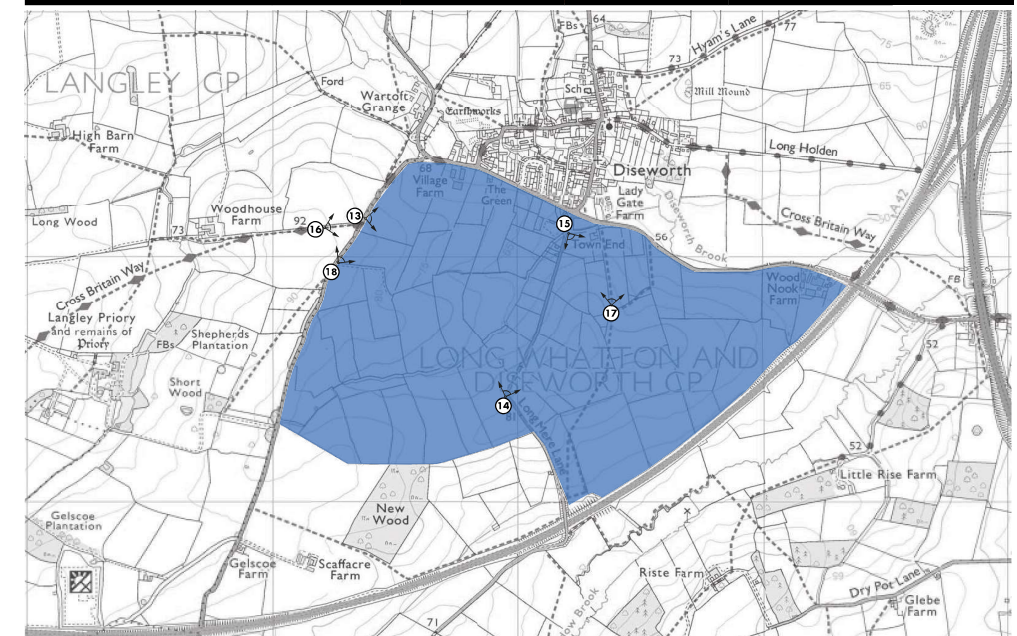 FBs
64
Hyam's Lane
77
75
73
65
LANGLEY CP
Ford
Wartoft
Grange
Sch
Mill Mound
Earthworks
60
High Barn
Farm
Long Holden
68
Village
Farm
The
Green
Diseworth
Lady
Gate
Farm
Diseworth Brook
A 42
Long Wood
Woodhouse
Farm
92
13
16
15
73
Cross Britain Way
Town End
56
18
Cross Britain Way
90
Wood
Nook
Farm
FB
17
Langley Priory
and remains of
Priory
FBs
Shepherds
Plantation
52
LONG WHATTON AND
DISEWORTH CP
Short
Wood
14
Long Mere Lane
52
Little Rise Farm
New
Wood
Gelscoe
Plantation
Gelscoe
Farm
Scaffacre
Farm
Riste Farm
Dry Pot Lane
Glebe
Farm
71